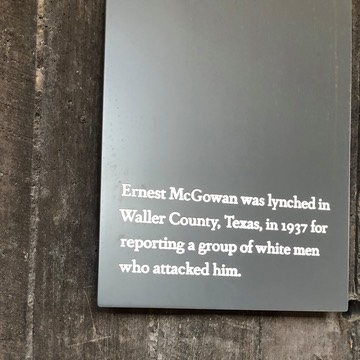 Ernest McGowan was lynched in
Waller County, Texas, in 1937 for
reporting a group of white men
who attacked him.